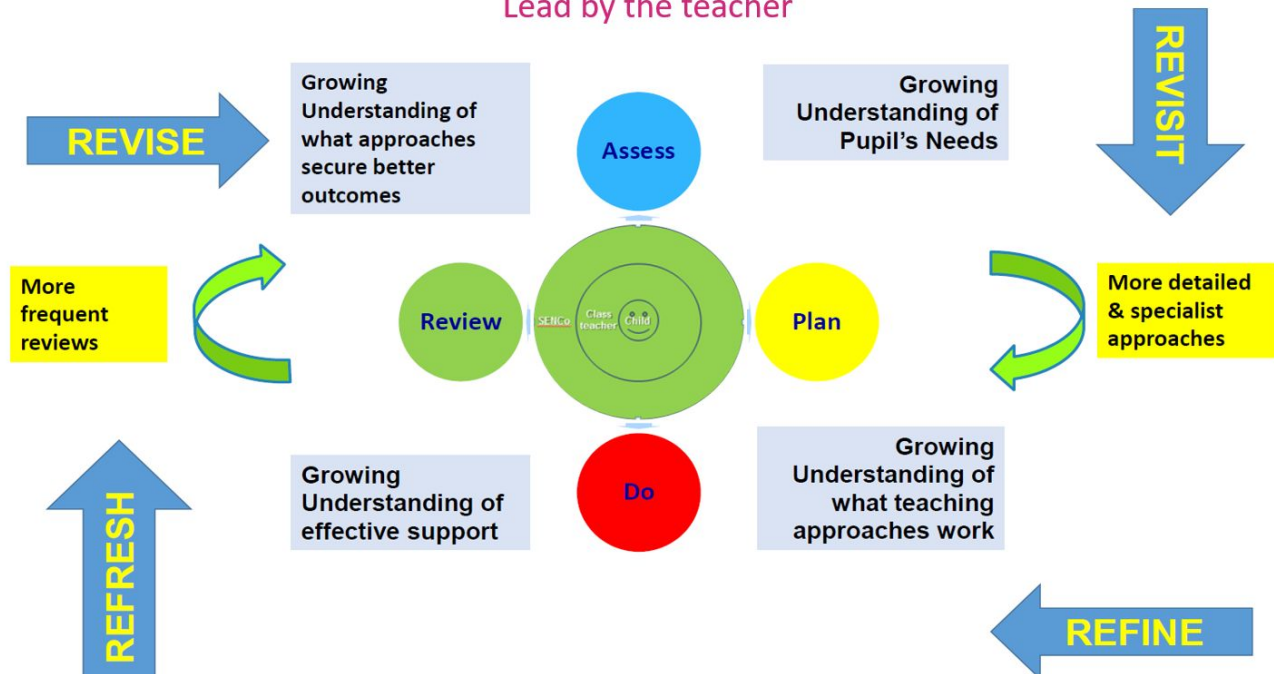 Lead by the teacher
REVISE
Growing
Understanding of
what approaches
secure better
outcomes
Assess
Growing
Understanding of
Pupil's Needs
REVISIT
More
frequent
reviews
Review
SENCo
Class
teacher
Child
Plan
More detailed
& specialist
approaches
REFRESH
Growing
Understanding of
effective support
Do
Growing
Understanding of
what teaching
approaches work
REFINE